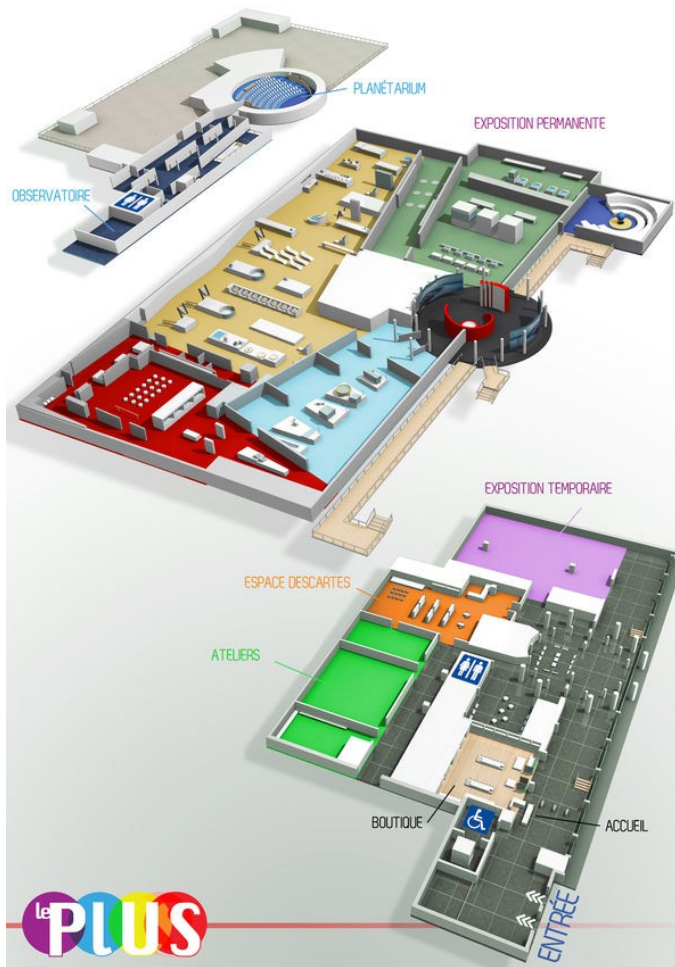 PLANÉTARIUM
EXPOSITION PERMANENTE
OBSERVATOIRE
EXPOSITION TEMPORAIRE
ESPACE DESCARTES
ATELIERS
BOUTIQUE
ACCUEIL
ENTRÉE
le PLUS